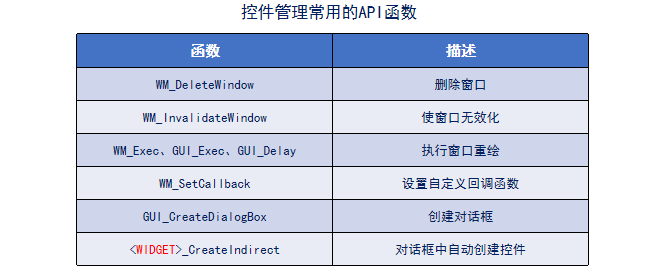 控件管理常用的API函数
函数 描述
WM_DeleteWindow 删除窗口
WM_InvalidateWindow 使窗口无效化
WM_Exec、GUI_Exec、GUI_Delay 执行窗口重绘
WM_SetCallback 设置自定义回调函数
GUI_CreateDialogBox 创建对话框
<WIDGET>_CreateIndirect 对话框中自动创建控件